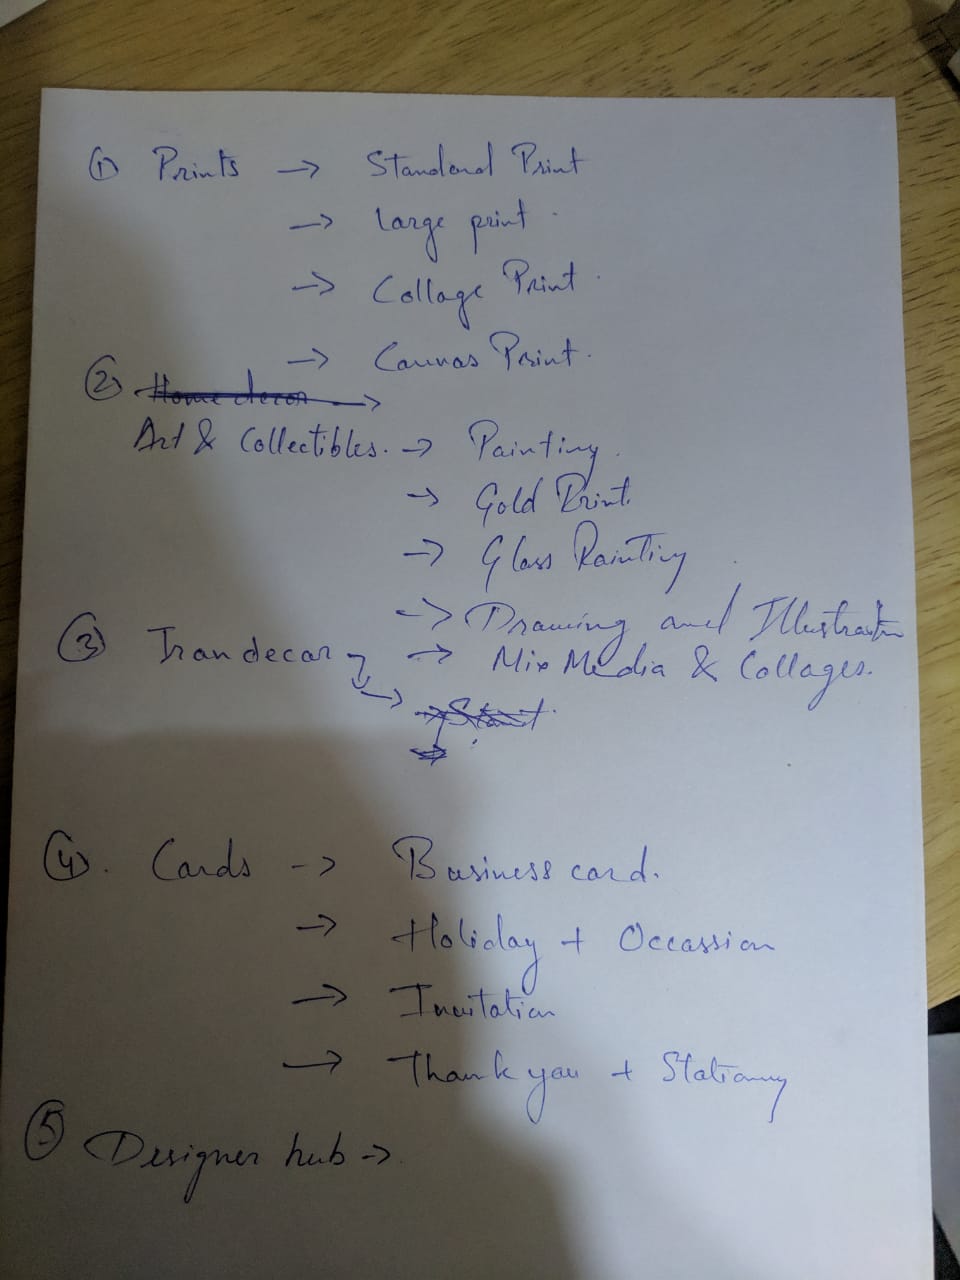 ① Prints → Standard Print
→ Large print
→ Collage Print
→ Canvas Print.
② Home decor →
Art & Collectibles. → Painting.
→ Gold Print
→ Glass Painting
→ Drawing and Illustration
③ Iran decor → Mix Media & Collages.
④. Cards → Business card.
→ Holiday + Occassion
→ Invitation
→ Thank you + Stationary
⑤ Designer hub →